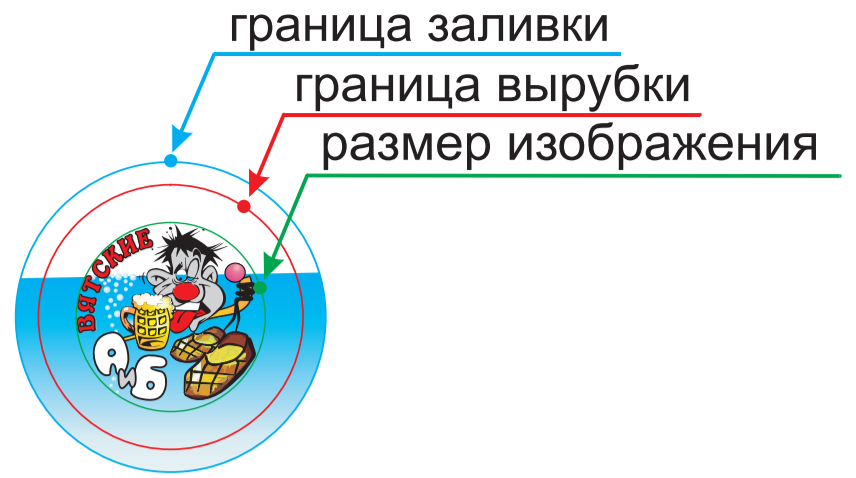 граница заливки
граница вырубки
размер изображения
ВЯТСКИЕ
А и Б